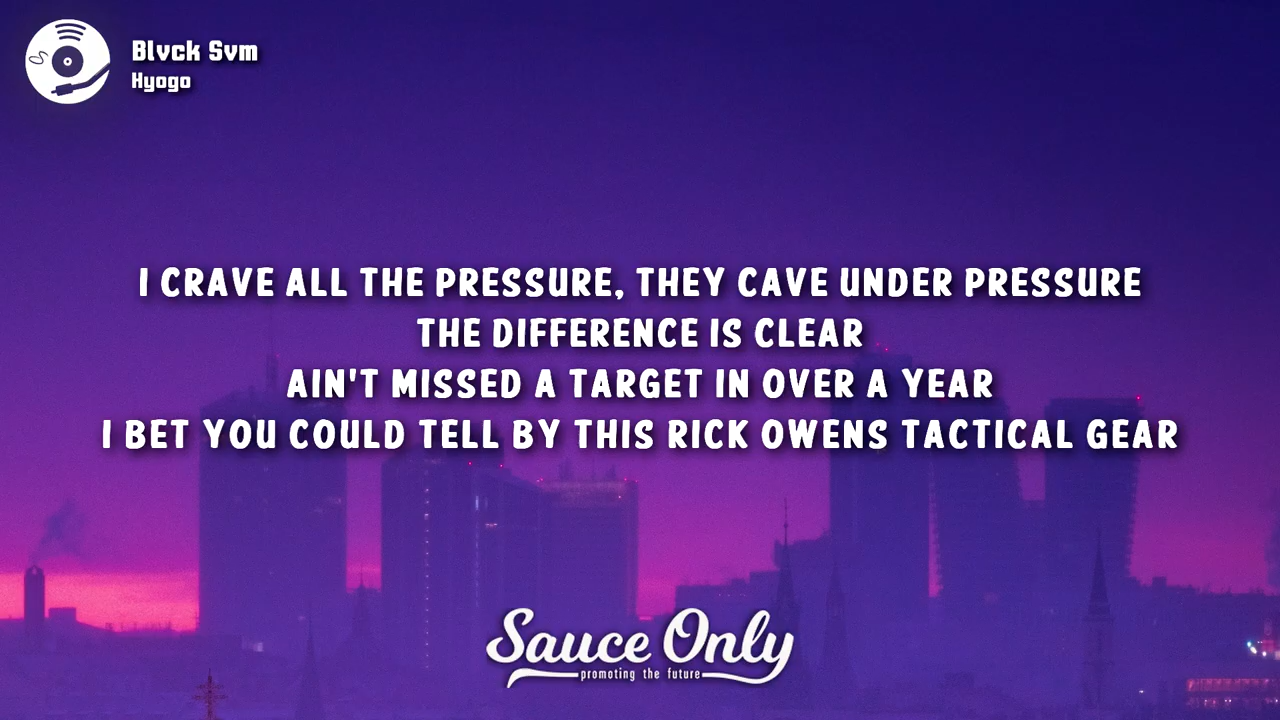 Blvck Svm
Hyogo
I CRAVE ALL THE PRESSURE, THEY CAVE UNDER PRESSURE
THE DIFFERENCE IS CLEAR
AIN'T MISSED A TARGET IN OVER A YEAR
I BET YOU COULD TELL BY THIS RICK OWENS TACTICAL GEAR
Sauce Only
promoting the future